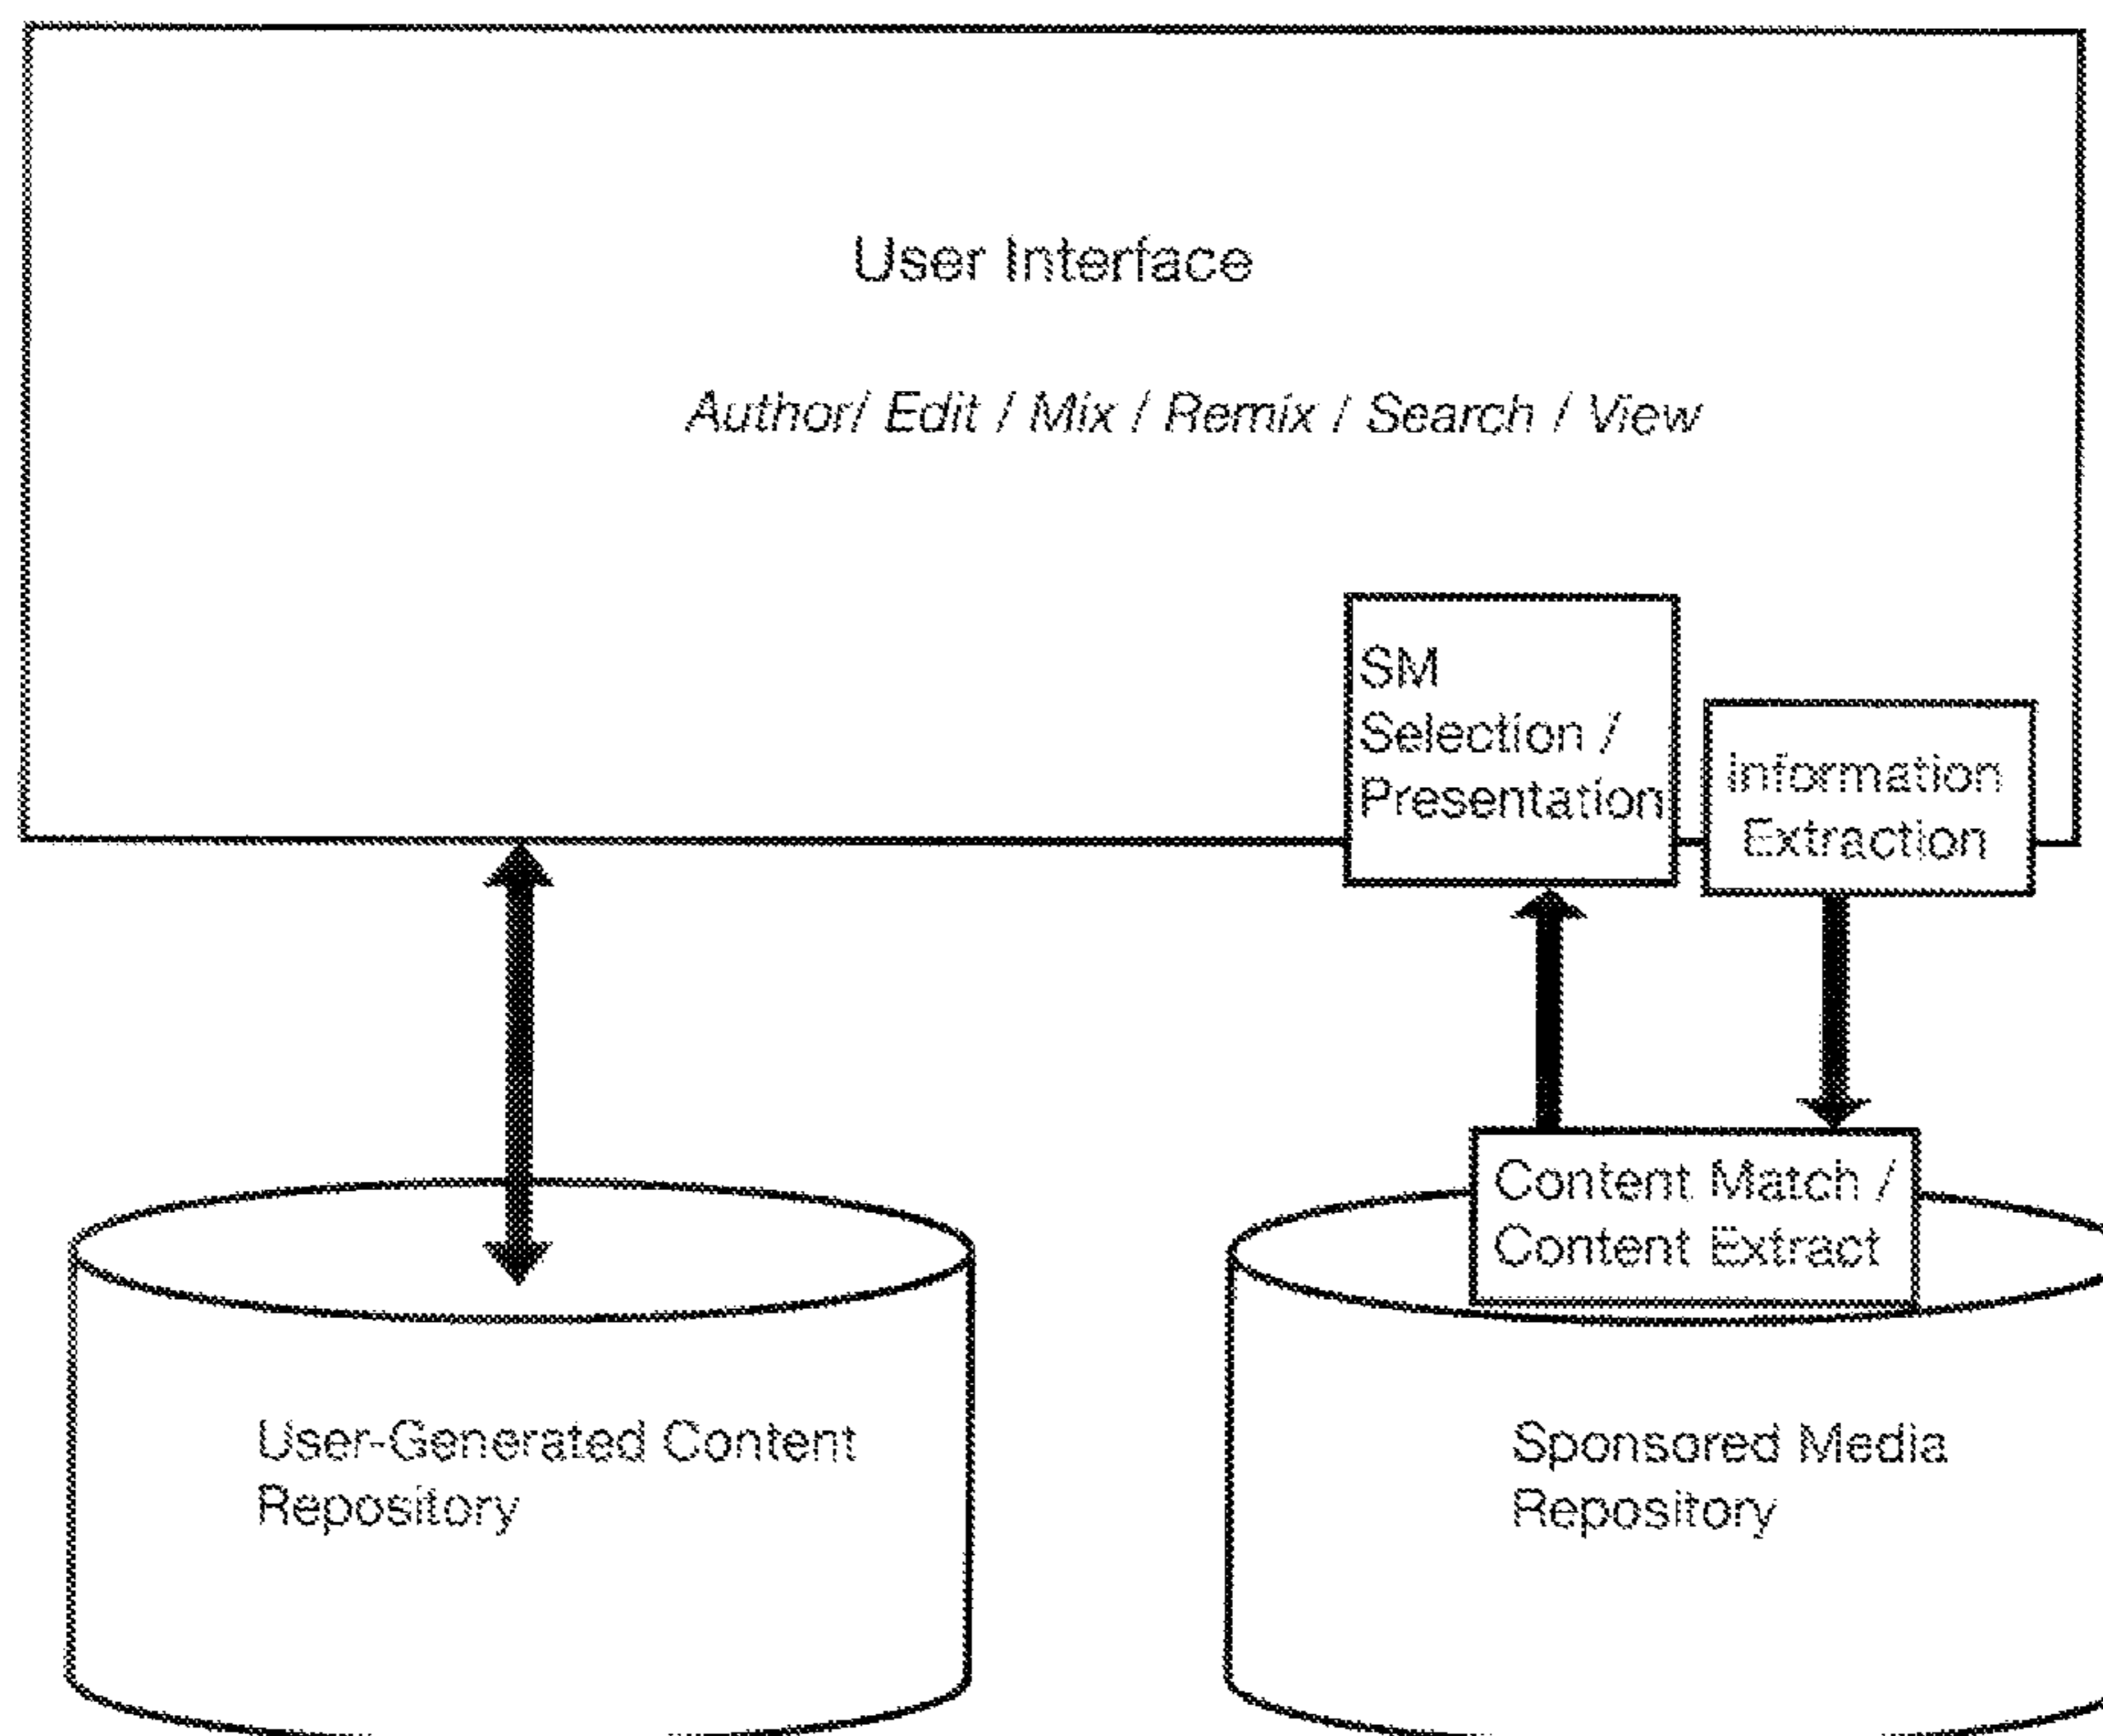 User Interface
Author/ Edit / Mix / Remix / Search / View
SM
Selection /
Presentation
Information
Extraction
Content Match /
Content Extract
User-Generated Content
Repository
Sponsored Media
Repository